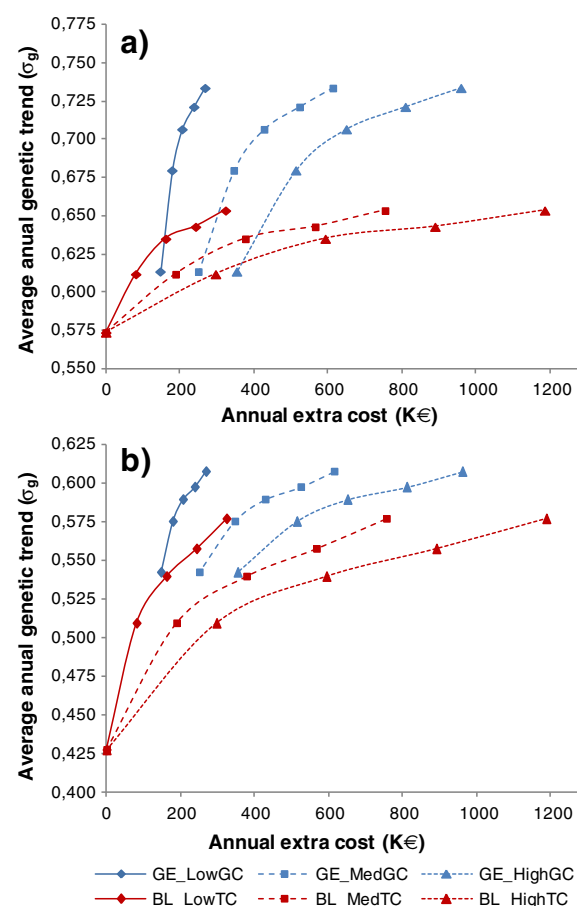 a)
Average anual genetic trend (σg)
0,775
0,750
0,725
0,700
0,675
0,650
0,625
0,600
0,575
0,550
0 200 400 600 800 1000 1200
Annual extra cost (K€)
b)
Average anual genetic trend (σg)
0,625
0,600
0,575
0,550
0,525
0,500
0,475
0,450
0,425
0,400
0 200 400 600 800 1000 1200
Annual extra cost (K€)
GE_LowGC GE_MedGC GE_HighGC
BL_LowTC BL_MedTC BL_HighTC